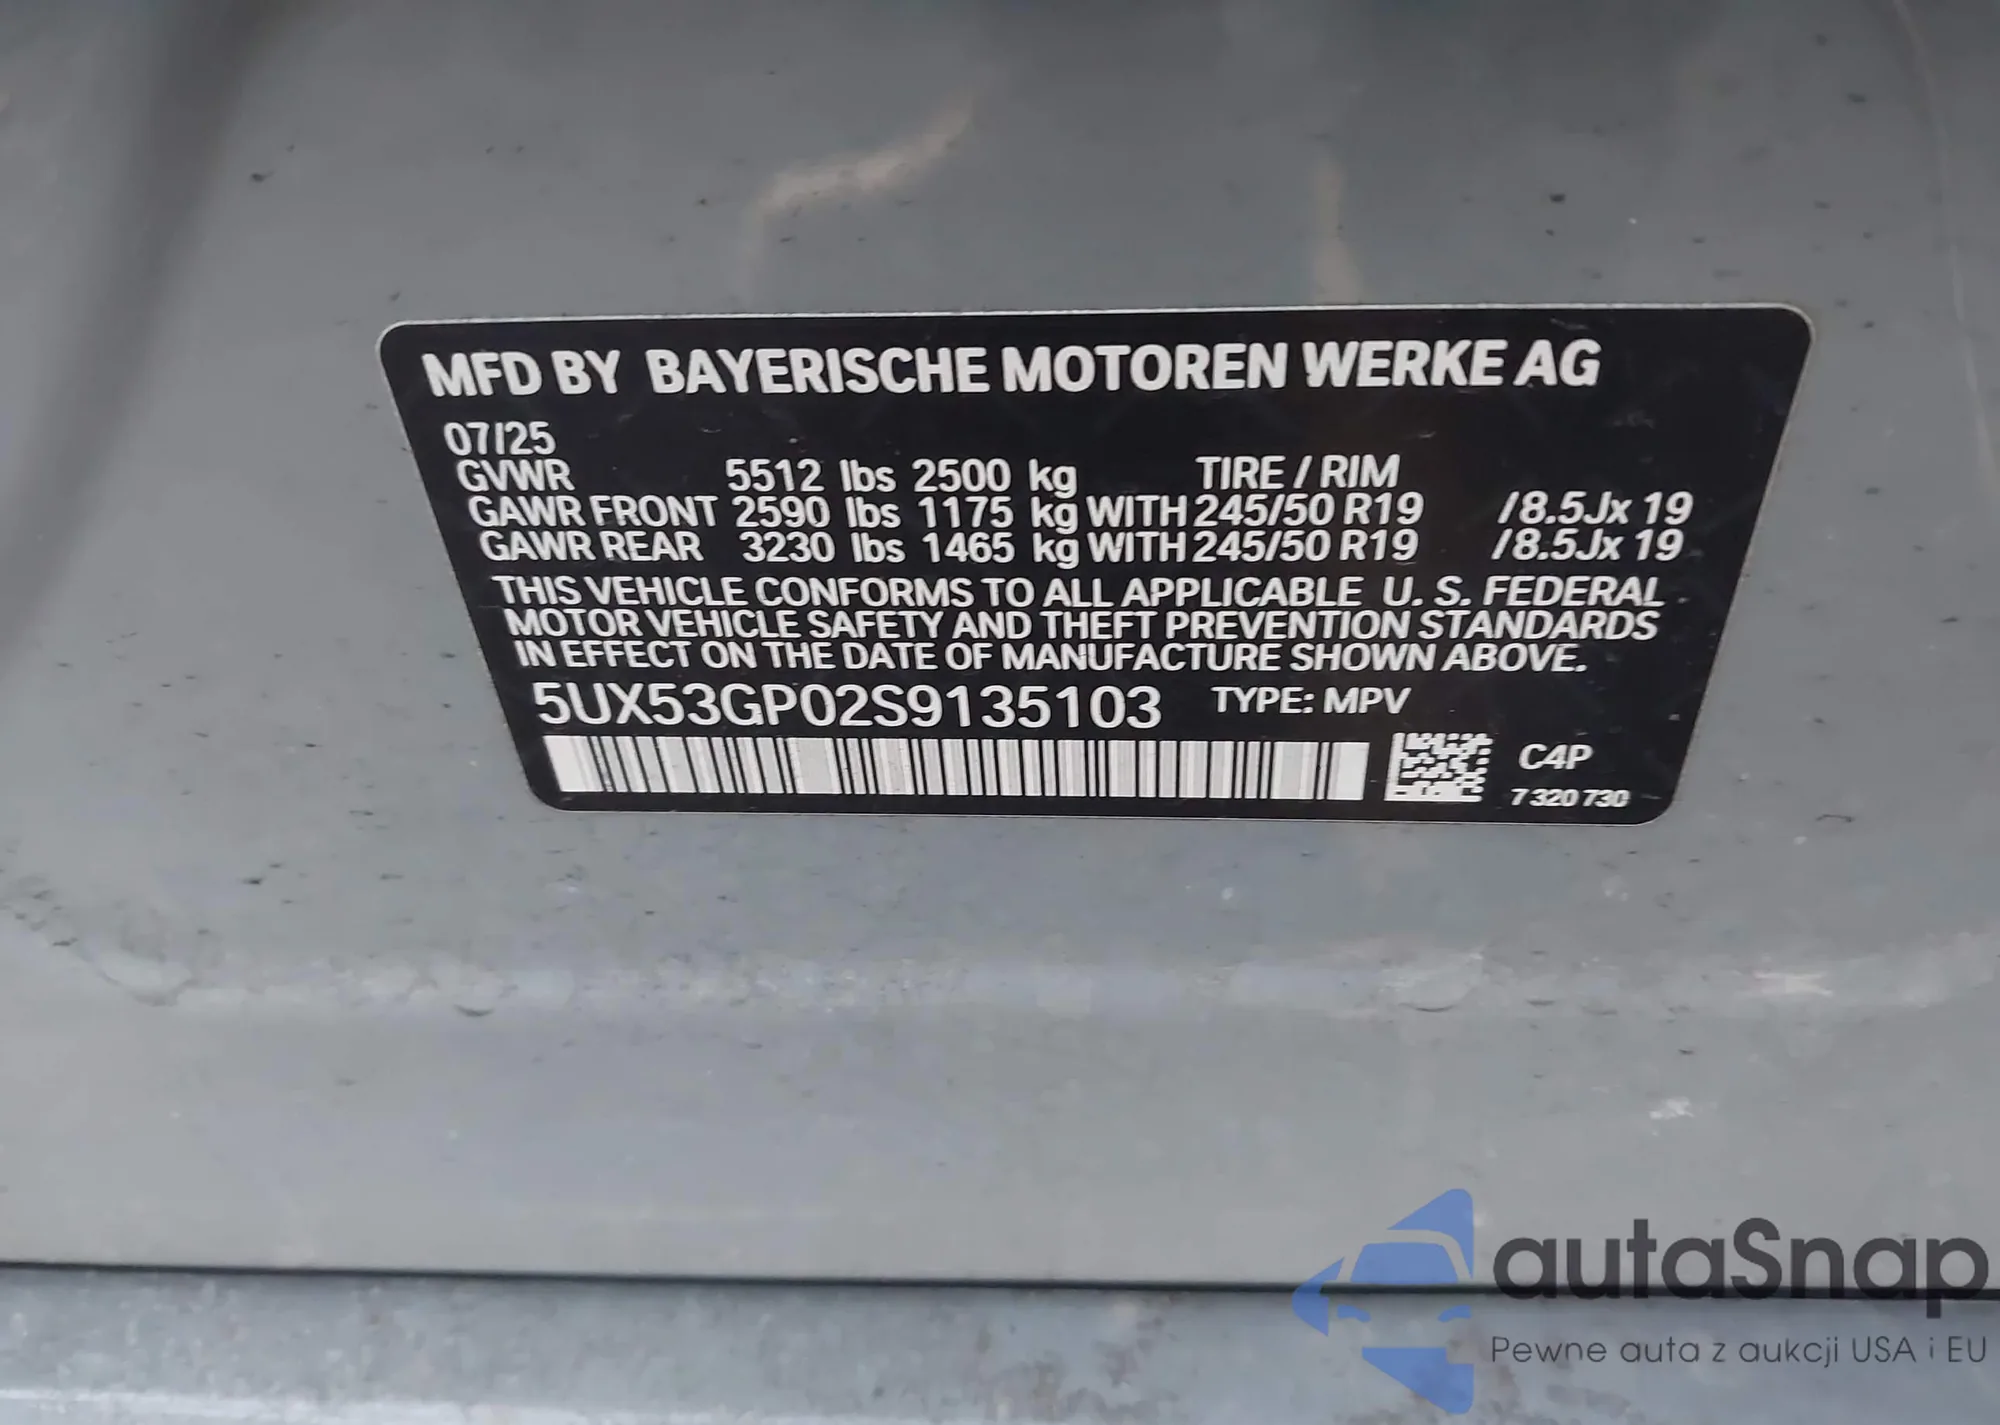 MFD BY BAYERISCHE MOTOREN WERKE AG
07/25
GVWR 5512 lbs 2500 kg TIRE / RIM
GAWR FRONT 2590 lbs 1175 kg WITH 245/50 R19 /8.5Jx 19
GAWR REAR 3230 lbs 1465 kg WITH 245/50 R19 /8.5Jx 19
THIS VEHICLE CONFORMS TO ALL APPLICABLE U. S. FEDERAL
MOTOR VEHICLE SAFETY AND THEFT PREVENTION STANDARDS
IN EFFECT ON THE DATE OF MANUFACTURE SHOWN ABOVE.
5UX53GP02S9135103 TYPE: MPV
C4P
7 320 730
autaSnap
Pewne auta z aukcji USA i EU